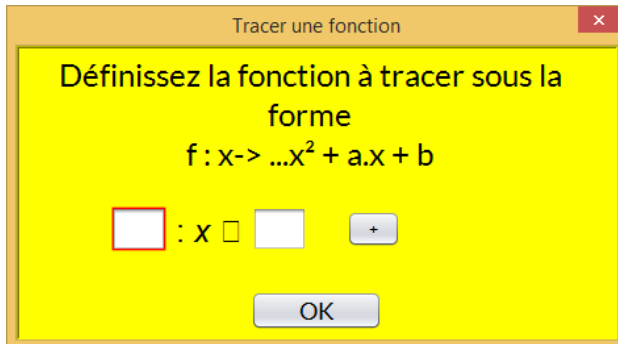 Tracer une fonction
Définissez la fonction à tracer sous la
forme
f : x-> ...x² + a.x + b
: x □ +
OK